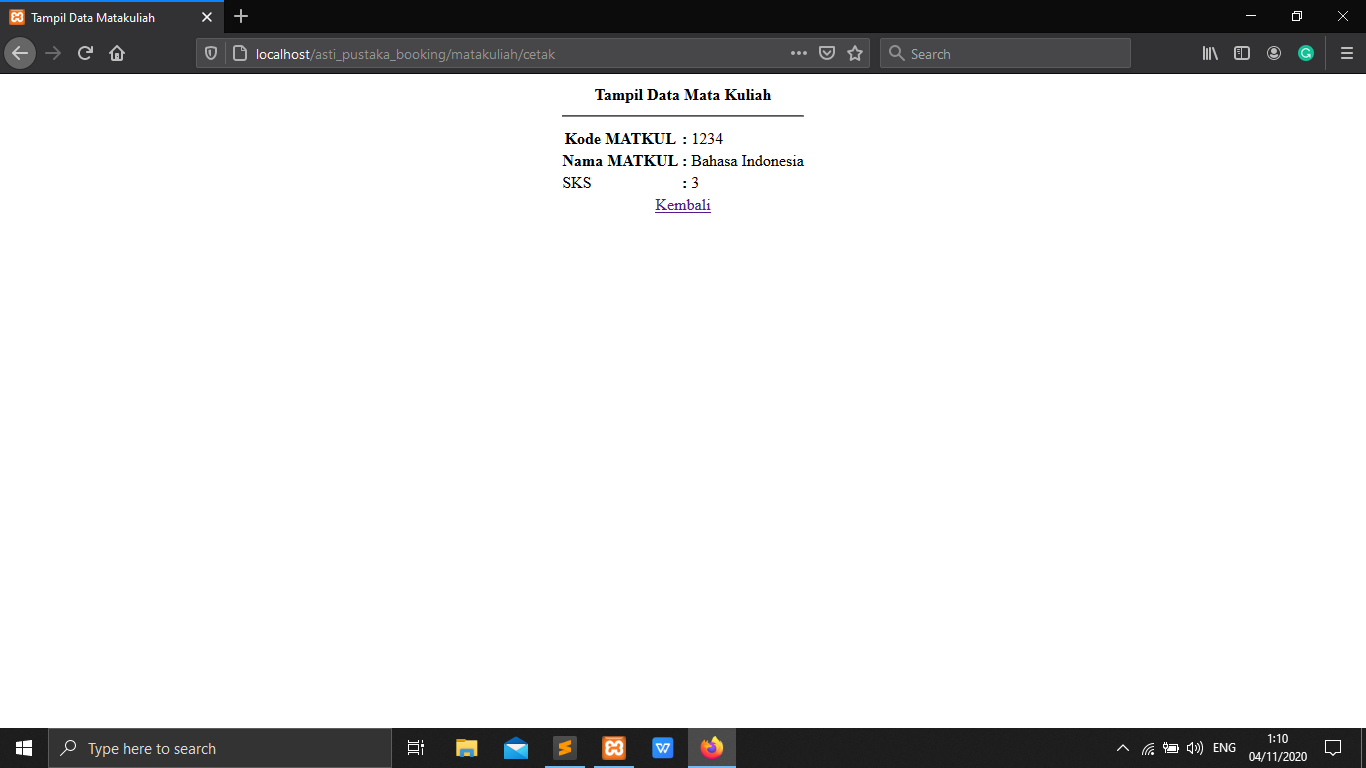 Tampil Data Matakuliah
localhost/asti_pustaka_booking/matakuliah/cetak
Search
Tampil Data Mata Kuliah
Kode MATKUL : 1234
Nama MATKUL : Bahasa Indonesia
SKS : 3
Kembali
Type here to search
ENG
1:10
04/11/2020